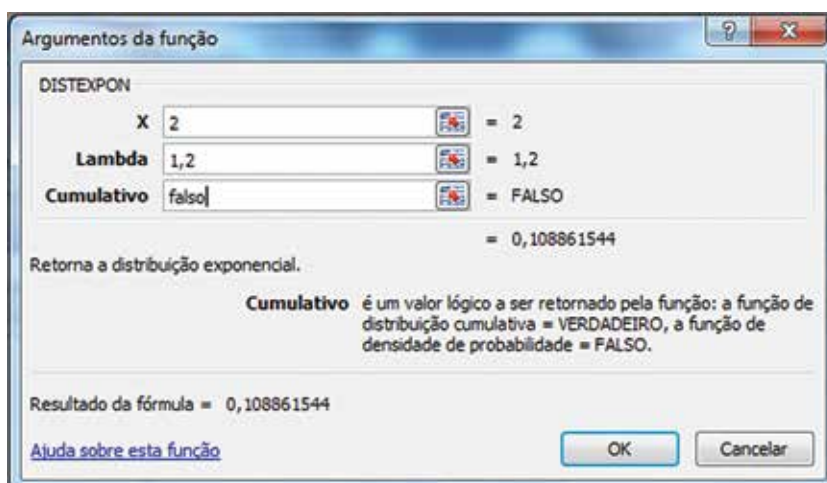 Argumentos da função
DISTEXPON
X 2 = 2
Lambda 1,2 = 1,2
Cumulativo falso = FALSO
= 0,108861544
Retorna a distribuição exponencial.
Cumulativo é um valor lógico a ser retornado pela função: a função de
distribuição cumulativa = VERDADEIRO, a função de
densidade de probabilidade = FALSO.
Resultado da fórmula = 0,108861544
Ajuda sobre esta função
OK Cancelar